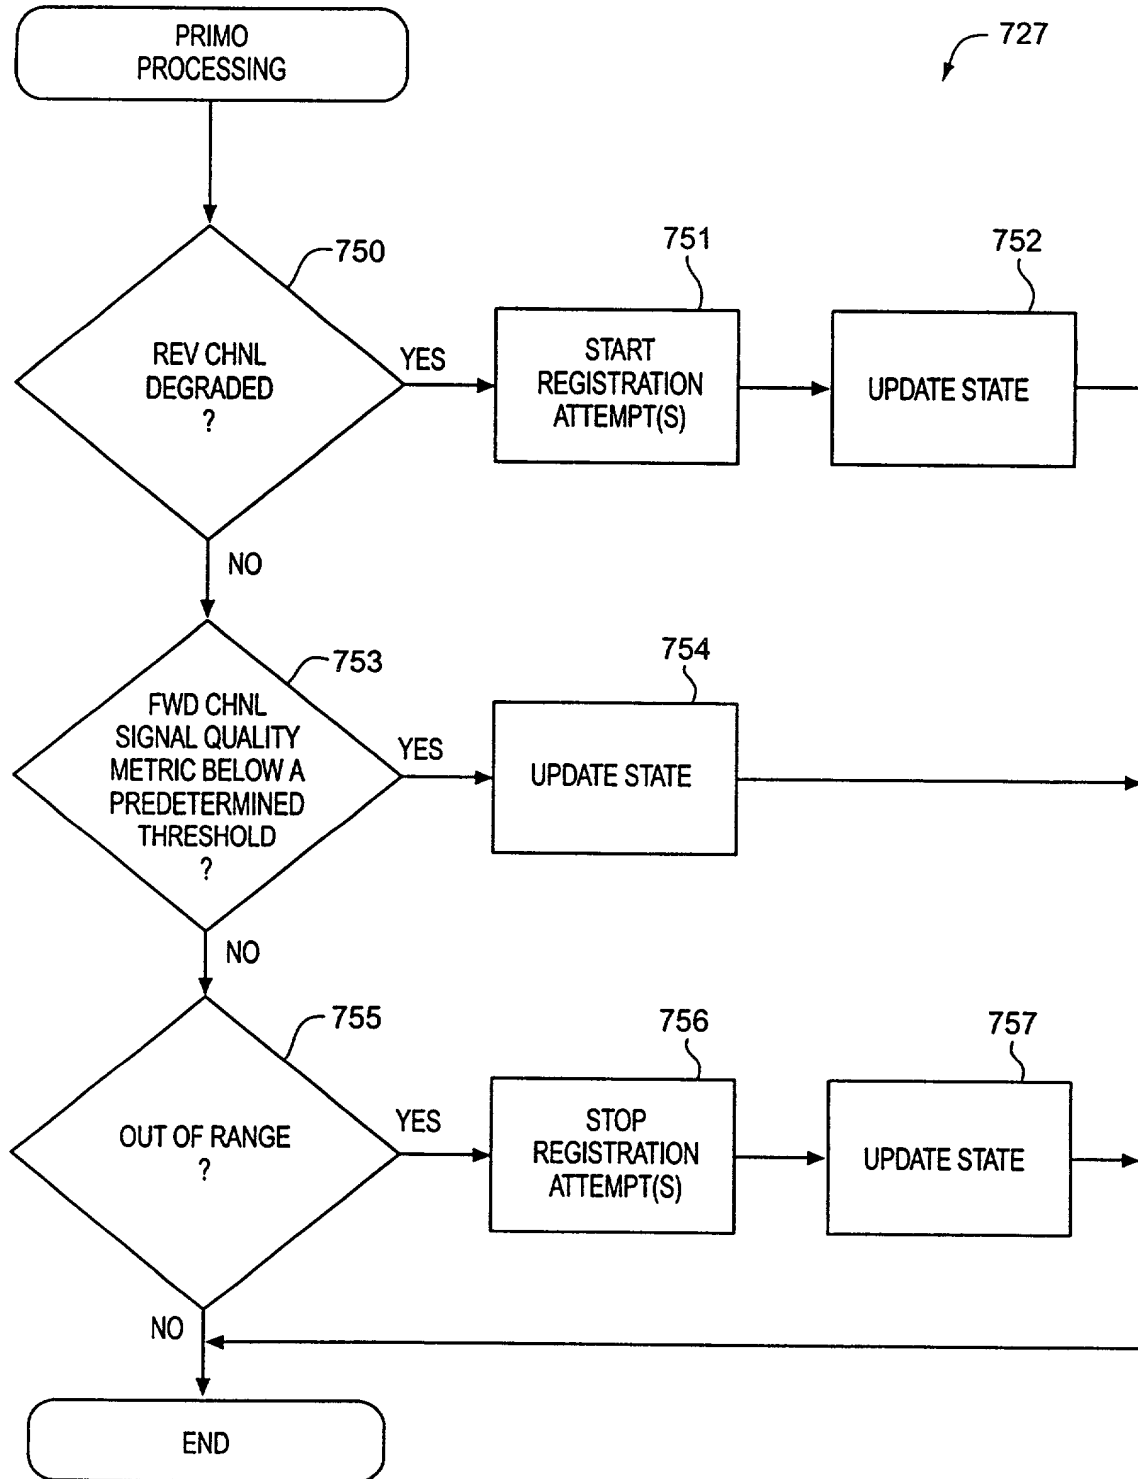 PRIMO
PROCESSING
727
750
REV CHNL
DEGRADED
?
YES
751
START
REGISTRATION
ATTEMPT(S)
752
UPDATE STATE
NO
753
FWD CHNL
SIGNAL QUALITY
METRIC BELOW A
PREDETERMINED
THRESHOLD
?
YES
754
UPDATE STATE
NO
755
OUT OF RANGE
?
YES
756
STOP
REGISTRATION
ATTEMPT(S)
757
UPDATE STATE
NO
END